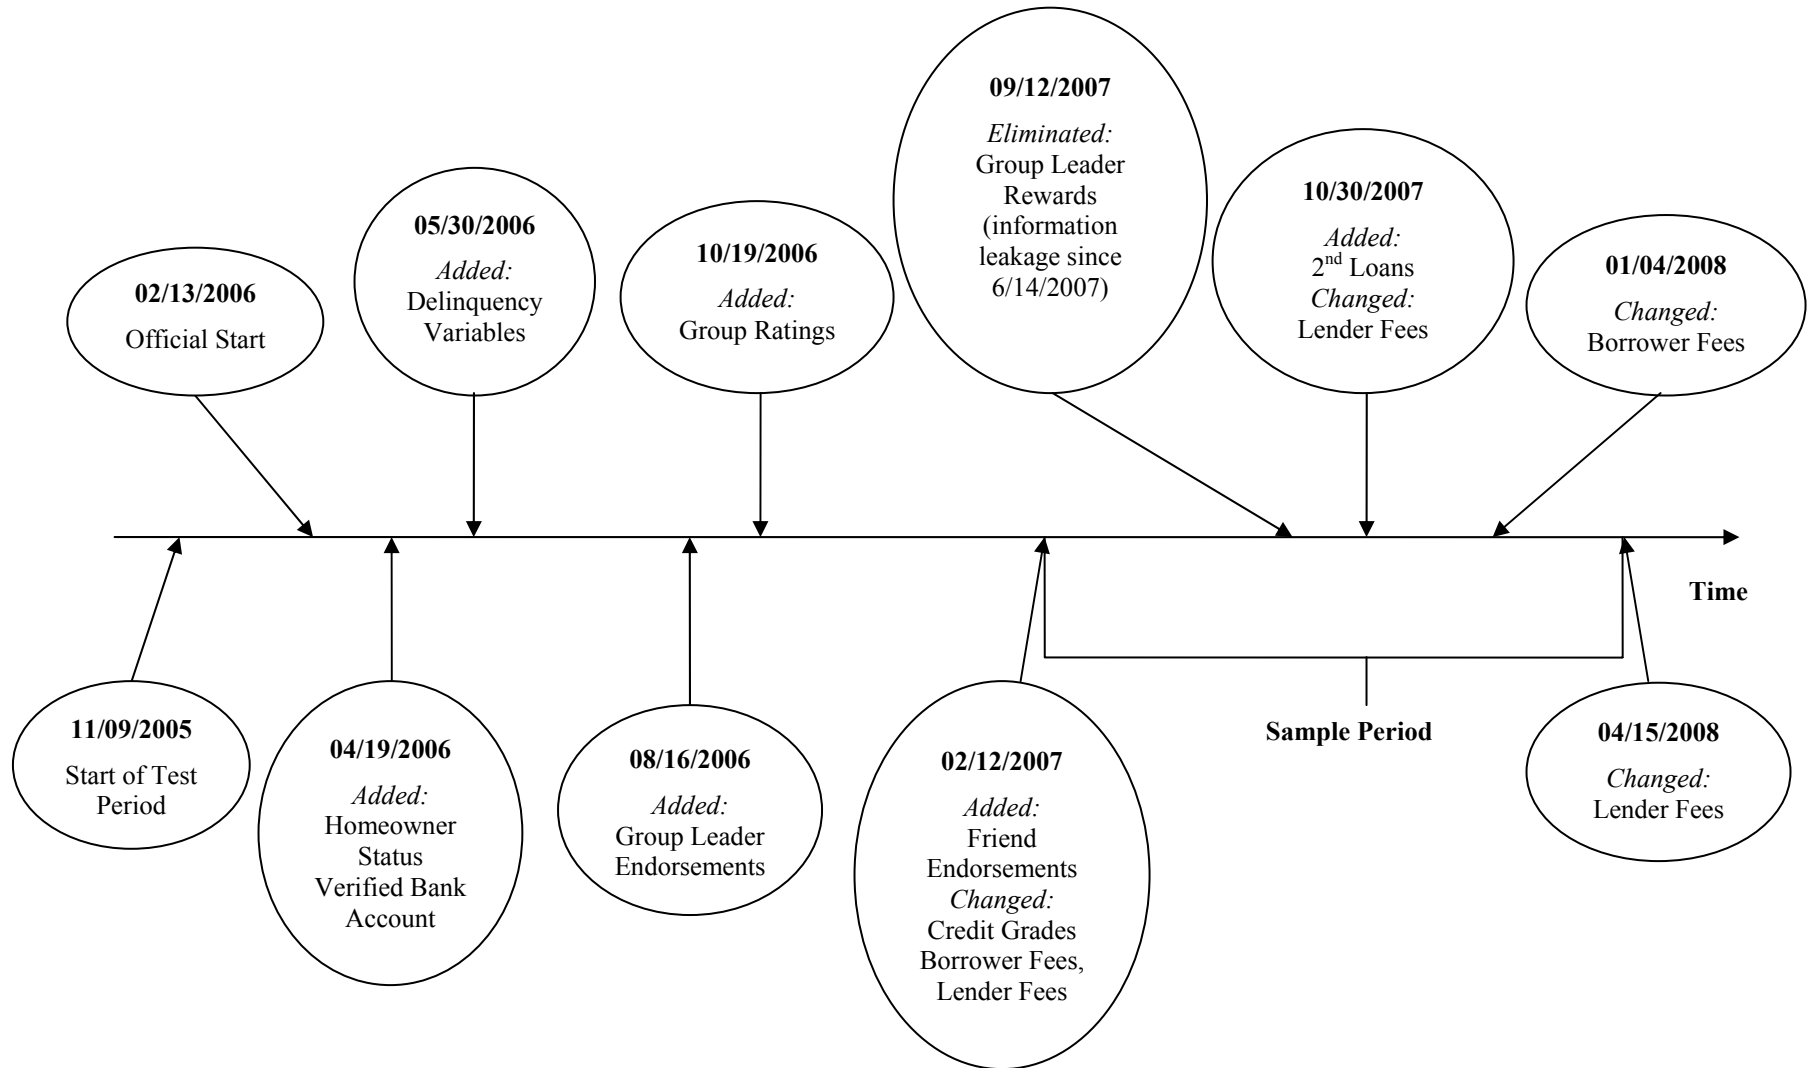 02/13/2006
Official Start
05/30/2006
Added:
Delinquency
Variables
10/19/2006
Added:
Group Ratings
09/12/2007
Eliminated:
Group Leader
Rewards
(information
leakage since
6/14/2007)
10/30/2007
Added:
2nd Loans
Changed:
Lender Fees
01/04/2008
Changed:
Borrower Fees
Time
11/09/2005
Start of Test
Period
04/19/2006
Added:
Homeowner
Status
Verified Bank
Account
08/16/2006
Added:
Group Leader
Endorsements
02/12/2007
Added:
Friend
Endorsements
Changed:
Credit Grades
Borrower Fees,
Lender Fees
Sample Period
04/15/2008
Changed:
Lender Fees